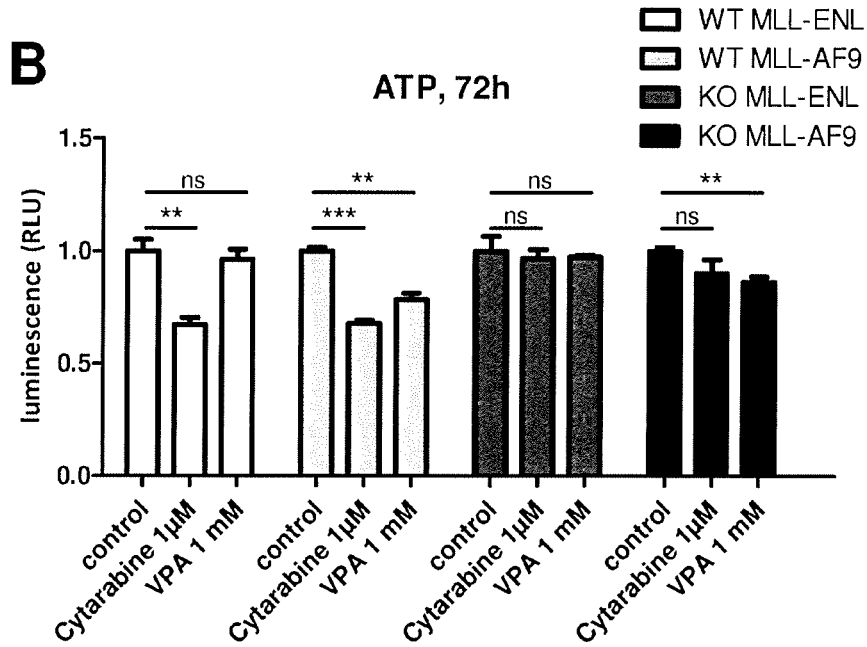 B
ATP, 72h
WT MLL-ENL
WT MLL-AF9
KO MLL-ENL
KO MLL-AF9
luminescence (RLU)
1.5
1.0
0.5
0.0
ns
**
**
***
ns
ns
**
ns
control
Cytarabine 1µM
VPA 1 mM
control
Cytarabine 1µM
VPA 1 mM
control
Cytarabine 1µM
VPA 1 mM
control
Cytarabine 1µM
VPA 1 mM